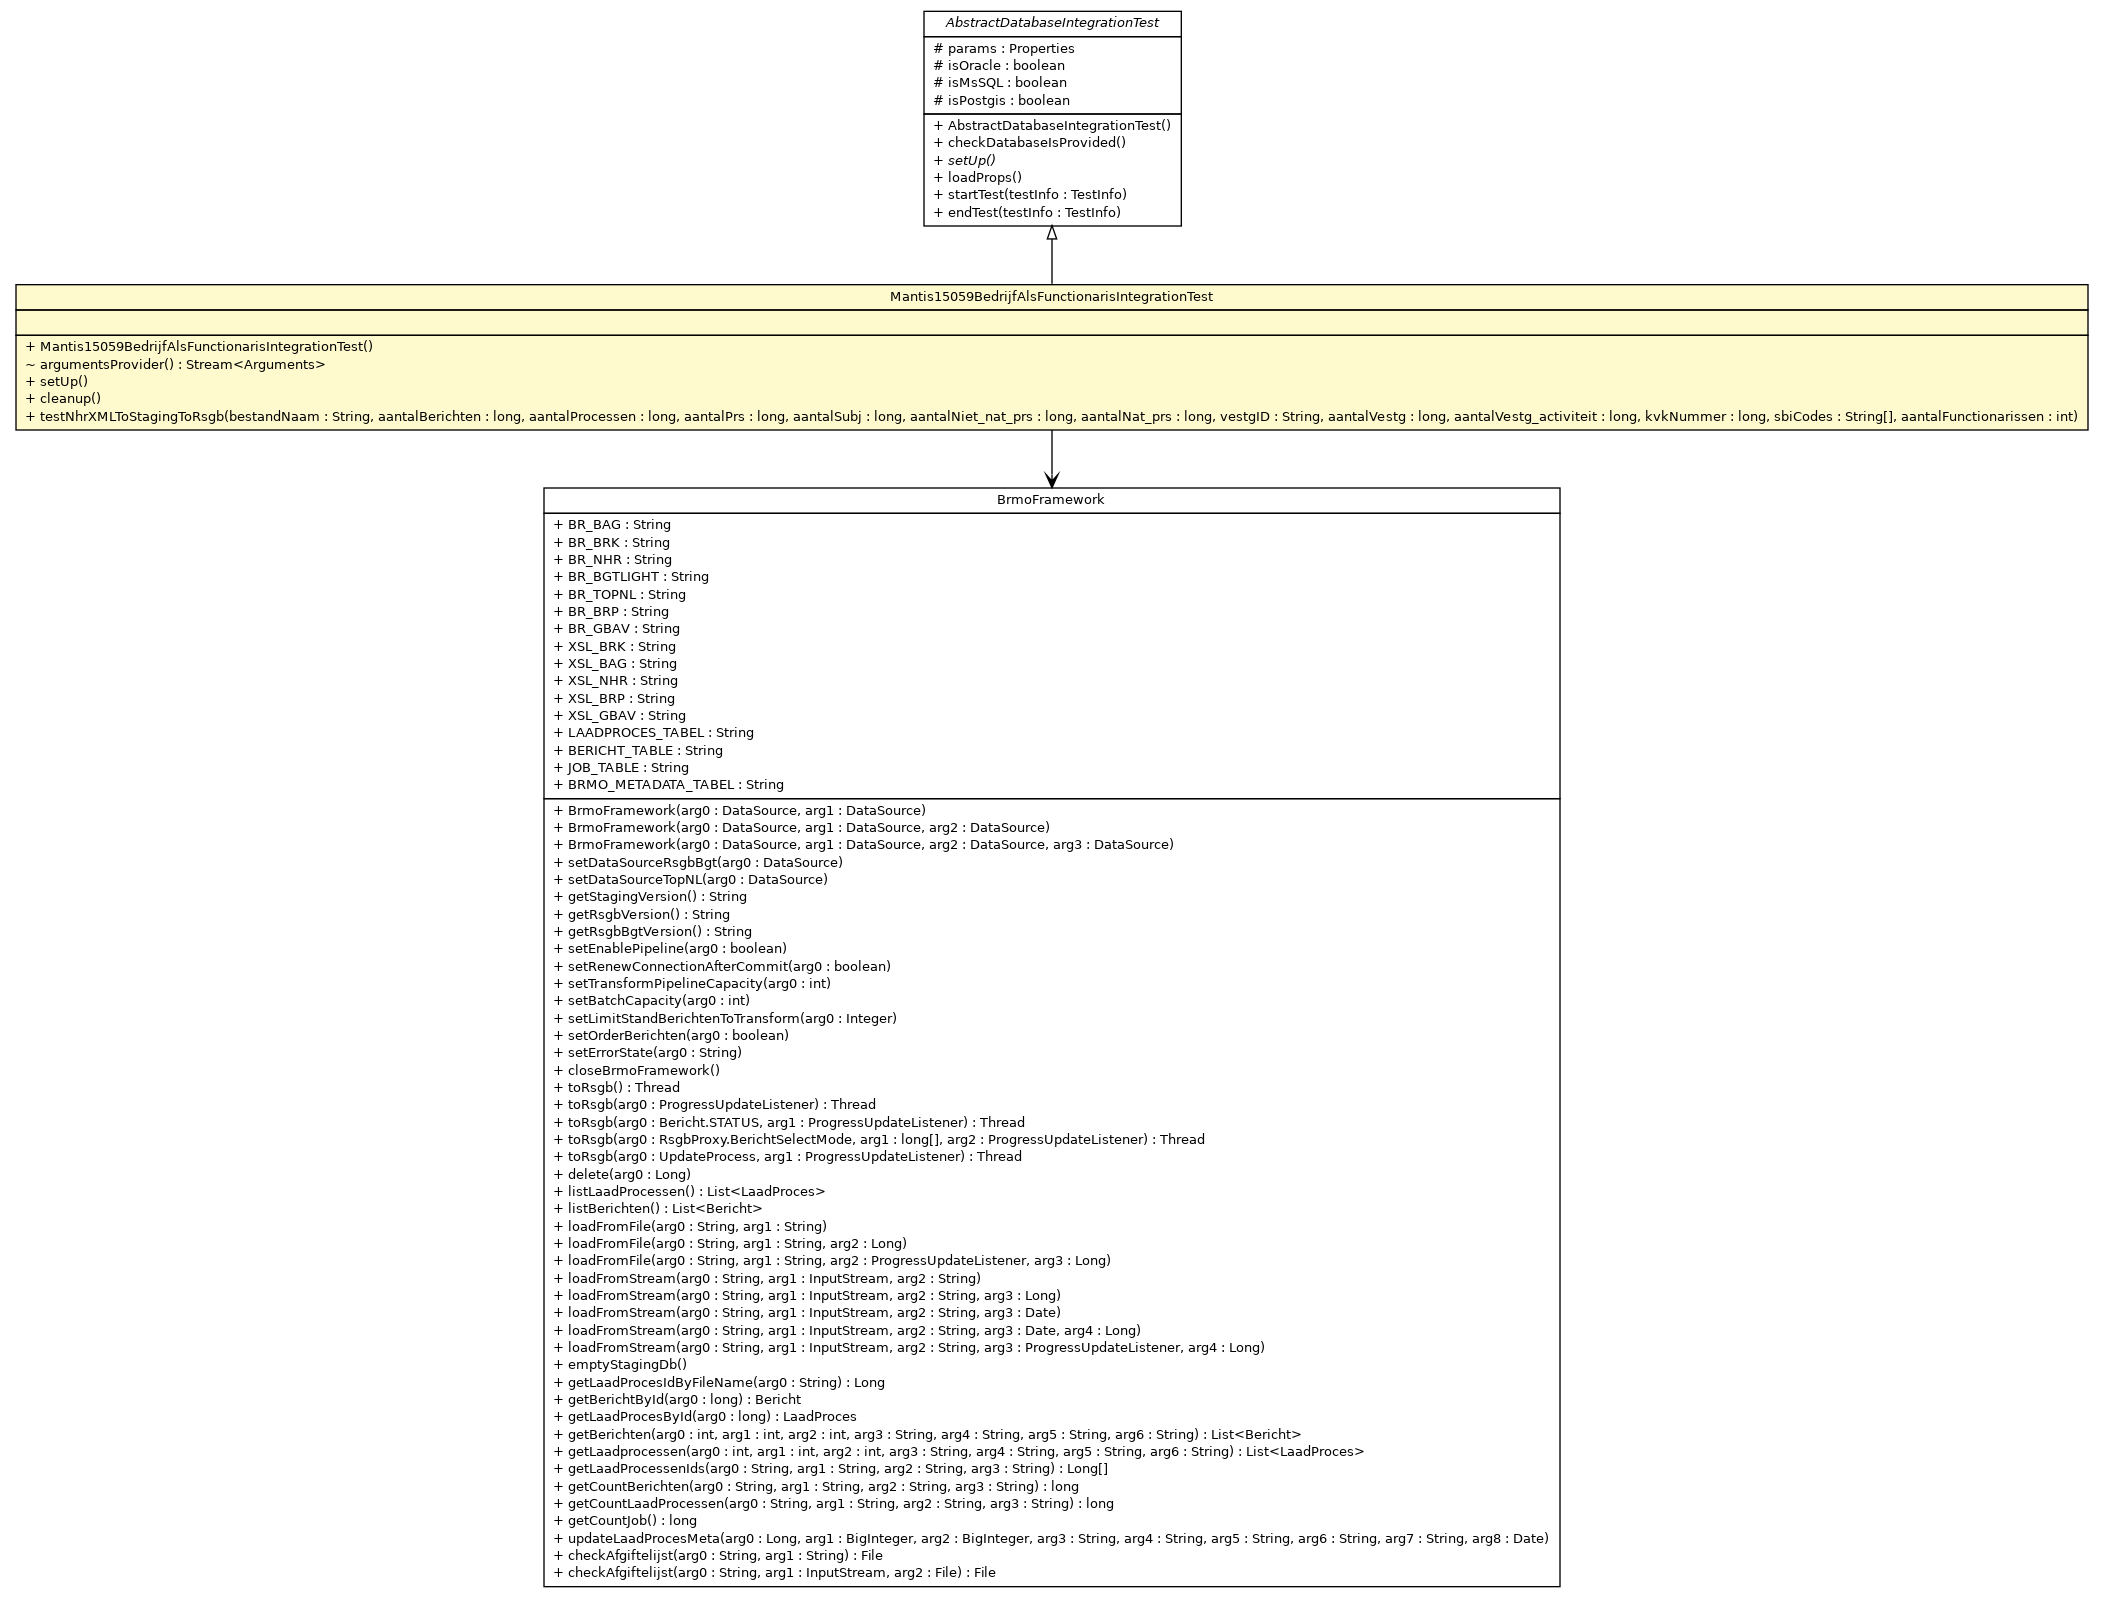 AbstractDatabaseIntegrationTest
# params : Properties
# isOracle : boolean
# isMsSQL : boolean
# isPostgis : boolean
+ AbstractDatabaseIntegrationTest()
+ checkDatabaseIsProvided()
+ setUp()
+ loadProps()
+ startTest(testInfo : TestInfo)
+ endTest(testInfo : TestInfo)
Mantis15059BedrijfAlsFunctionarisIntegrationTest
+ Mantis15059BedrijfAlsFunctionarisIntegrationTest()
~ argumentsProvider() : Stream<Arguments>
+ setUp()
+ cleanup()
+ testNhrXMLToStagingToRsgb(bestandNaam : String, aantalBerichten : long, aantalProcessen : long, aantalPrs : long, aantalSubj : long, aantalNiet_nat_prs : long, aantalNat_prs : long, vestgID : String, aantalVestg : long, aantalVestg_activiteit : long, kvkNummer : long, sbiCodes : String[], aantalFunctionarissen : int)
BrmoFramework
+ BR_BAG : String
+ BR_BRK : String
+ BR_NHR : String
+ BR_BGTLIGHT : String
+ BR_TOPNL : String
+ BR_BRP : String
+ BR_GBAV : String
+ XSL_BRK : String
+ XSL_BAG : String
+ XSL_NHR : String
+ XSL_BRP : String
+ XSL_GBAV : String
+ LAADPROCES_TABEL : String
+ BERICHT_TABLE : String
+ JOB_TABLE : String
+ BRMO_METADATA_TABEL : String
+ BrmoFramework(arg0 : DataSource, arg1 : DataSource)
+ BrmoFramework(arg0 : DataSource, arg1 : DataSource, arg2 : DataSource)
+ BrmoFramework(arg0 : DataSource, arg1 : DataSource, arg2 : DataSource, arg3 : DataSource)
+ setDataSourceRsgbBgt(arg0 : DataSource)
+ setDataSourceTopNL(arg0 : DataSource)
+ getStagingVersion() : String
+ getRsgbVersion() : String
+ getRsgbBgtVersion() : String
+ setEnablePipeline(arg0 : boolean)
+ setRenewConnectionAfterCommit(arg0 : boolean)
+ setTransformPipelineCapacity(arg0 : int)
+ setBatchCapacity(arg0 : int)
+ setLimitStandBerichtenToTransform(arg0 : Integer)
+ setOrderBerichten(arg0 : boolean)
+ setErrorState(arg0 : String)
+ closeBrmoFramework()
+ toRsgb() : Thread
+ toRsgb(arg0 : ProgressUpdateListener) : Thread
+ toRsgb(arg0 : Bericht.STATUS, arg1 : ProgressUpdateListener) : Thread
+ toRsgb(arg0 : RsgbProxy.BerichtSelectMode, arg1 : long[], arg2 : ProgressUpdateListener) : Thread
+ toRsgb(arg0 : UpdateProcess, arg1 : ProgressUpdateListener) : Thread
+ delete(arg0 : Long)
+ listLaadProcessen() : List<LaadProces>
+ listBerichten() : List<Bericht>
+ loadFromFile(arg0 : String, arg1 : String)
+ loadFromFile(arg0 : String, arg1 : String, arg2 : Long)
+ loadFromFile(arg0 : String, arg1 : String, arg2 : ProgressUpdateListener, arg3 : Long)
+ loadFromStream(arg0 : String, arg1 : InputStream, arg2 : String)
+ loadFromStream(arg0 : String, arg1 : InputStream, arg2 : String, arg3 : Long)
+ loadFromStream(arg0 : String, arg1 : InputStream, arg2 : String, arg3 : Date)
+ loadFromStream(arg0 : String, arg1 : InputStream, arg2 : String, arg3 : Date, arg4 : Long)
+ loadFromStream(arg0 : String, arg1 : InputStream, arg2 : String, arg3 : ProgressUpdateListener, arg4 : Long)
+ emptyStagingDb()
+ getLaadProcesIdByFileName(arg0 : String) : Long
+ getBerichtById(arg0 : long) : Bericht
+ getLaadProcesById(arg0 : long) : LaadProces
+ getBerichten(arg0 : int, arg1 : int, arg2 : int, arg3 : String, arg4 : String, arg5 : String, arg6 : String) : List<Bericht>
+ getLaadprocessen(arg0 : int, arg1 : int, arg2 : int, arg3 : String, arg4 : String, arg5 : String, arg6 : String) : List<LaadProces>
+ getLaadProcessenIds(arg0 : String, arg1 : String, arg2 : String, arg3 : String) : Long[]
+ getCountBerichten(arg0 : String, arg1 : String, arg2 : String, arg3 : String) : long
+ getCountLaadProcessen(arg0 : String, arg1 : String, arg2 : String, arg3 : String) : long
+ getCountJob() : long
+ updateLaadProcesMeta(arg0 : Long, arg1 : BigInteger, arg2 : BigInteger, arg3 : String, arg4 : String, arg5 : String, arg6 : String, arg7 : String, arg8 : Date)
+ checkAfgiftelijst(arg0 : String, arg1 : String) : File
+ checkAfgiftelijst(arg0 : String, arg1 : InputStream, arg2 : File) : File